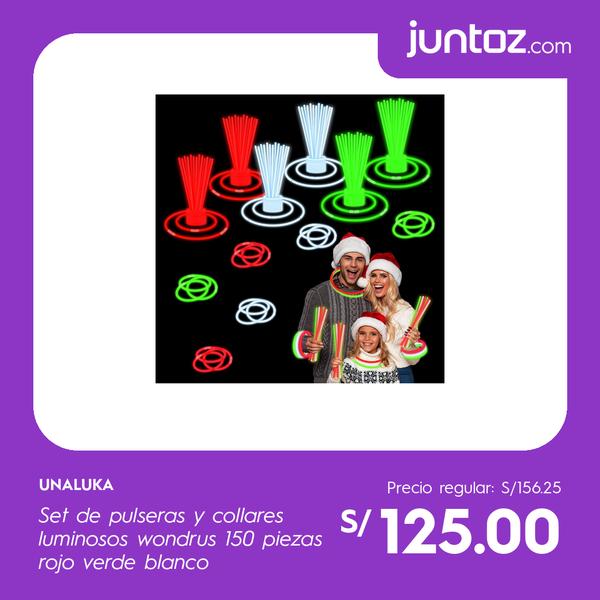 juntoz.com
UNALUKA
Set de pulseras y collares
luminosos wondrus 150 piezas
rojo verde blanco
Precio regular: S/156.25
S/125.00